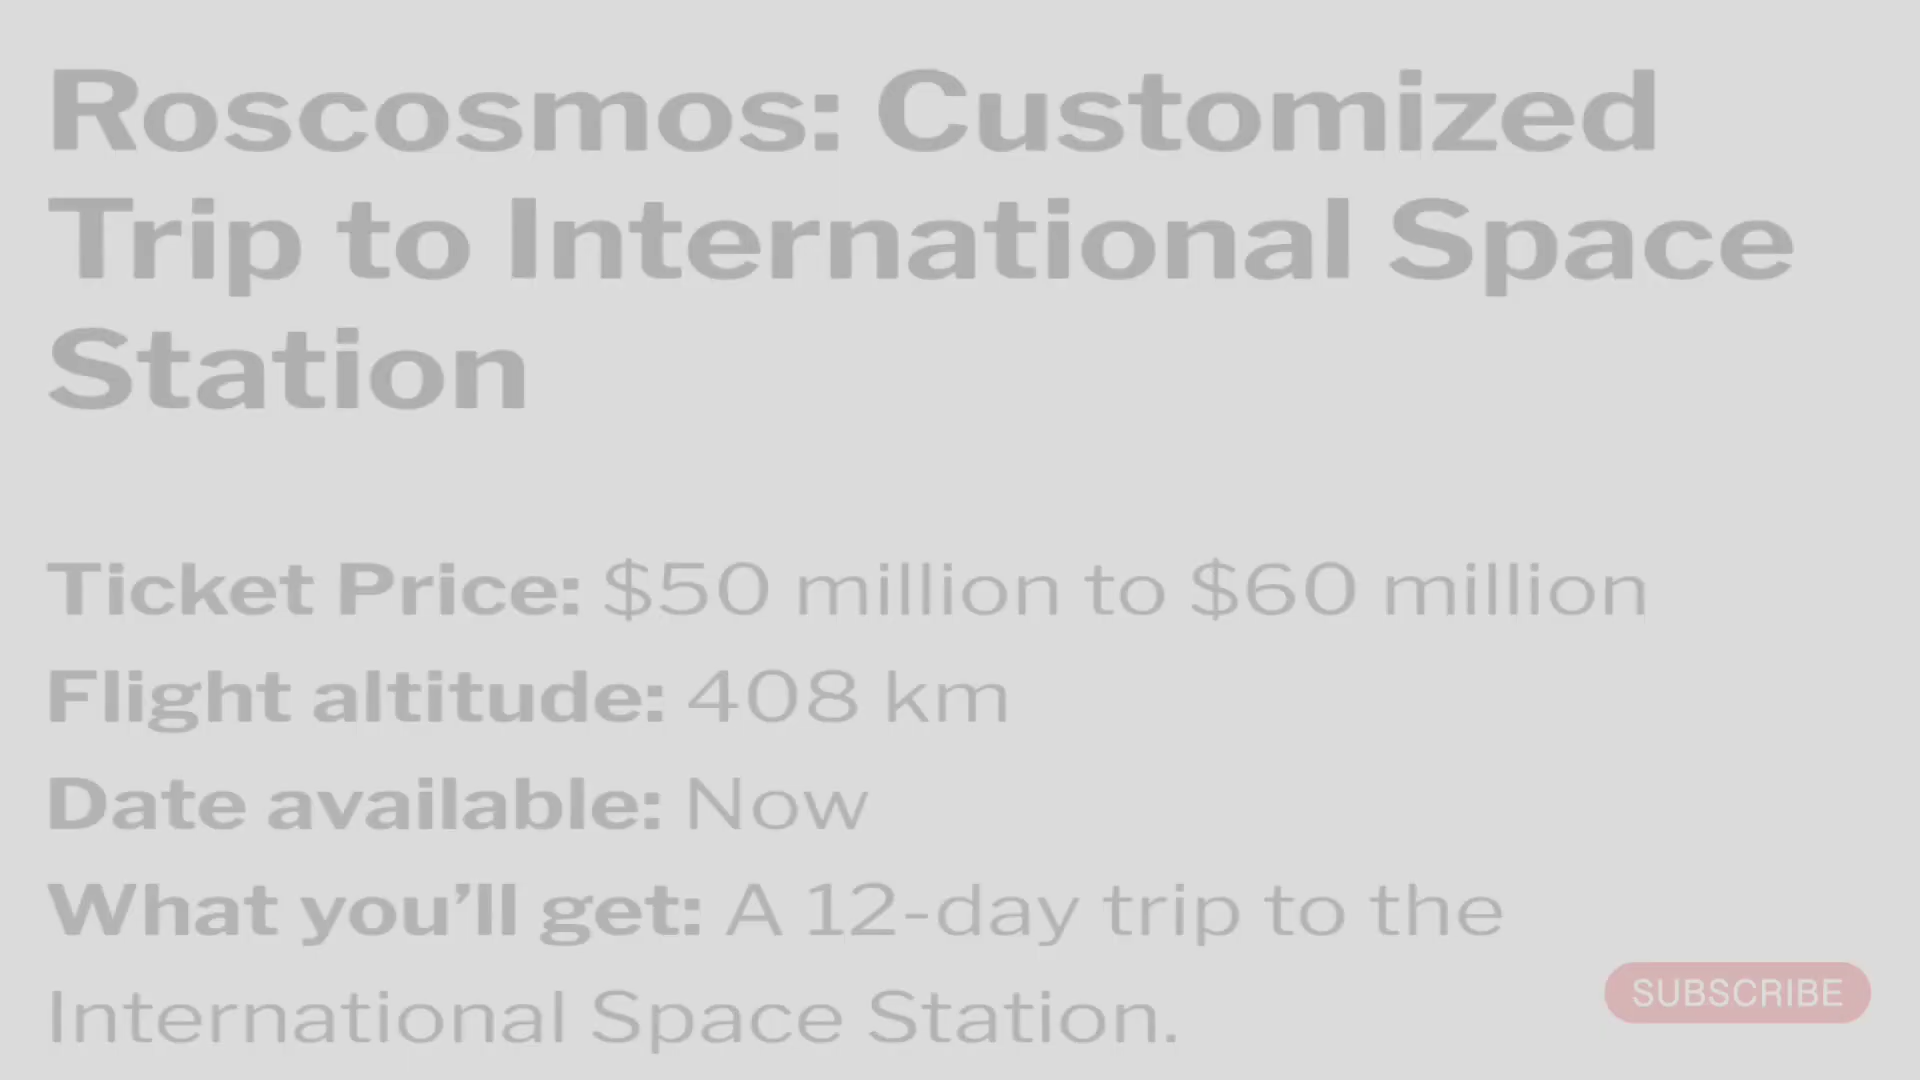 Roscosmos: Customized
Trip to International Space
Station
Ticket Price: $50 million to $60 million
Flight altitude: 408 km
Date available: Now
What you’ll get: A 12-day trip to the
International Space Station.
SUBSCRIBE